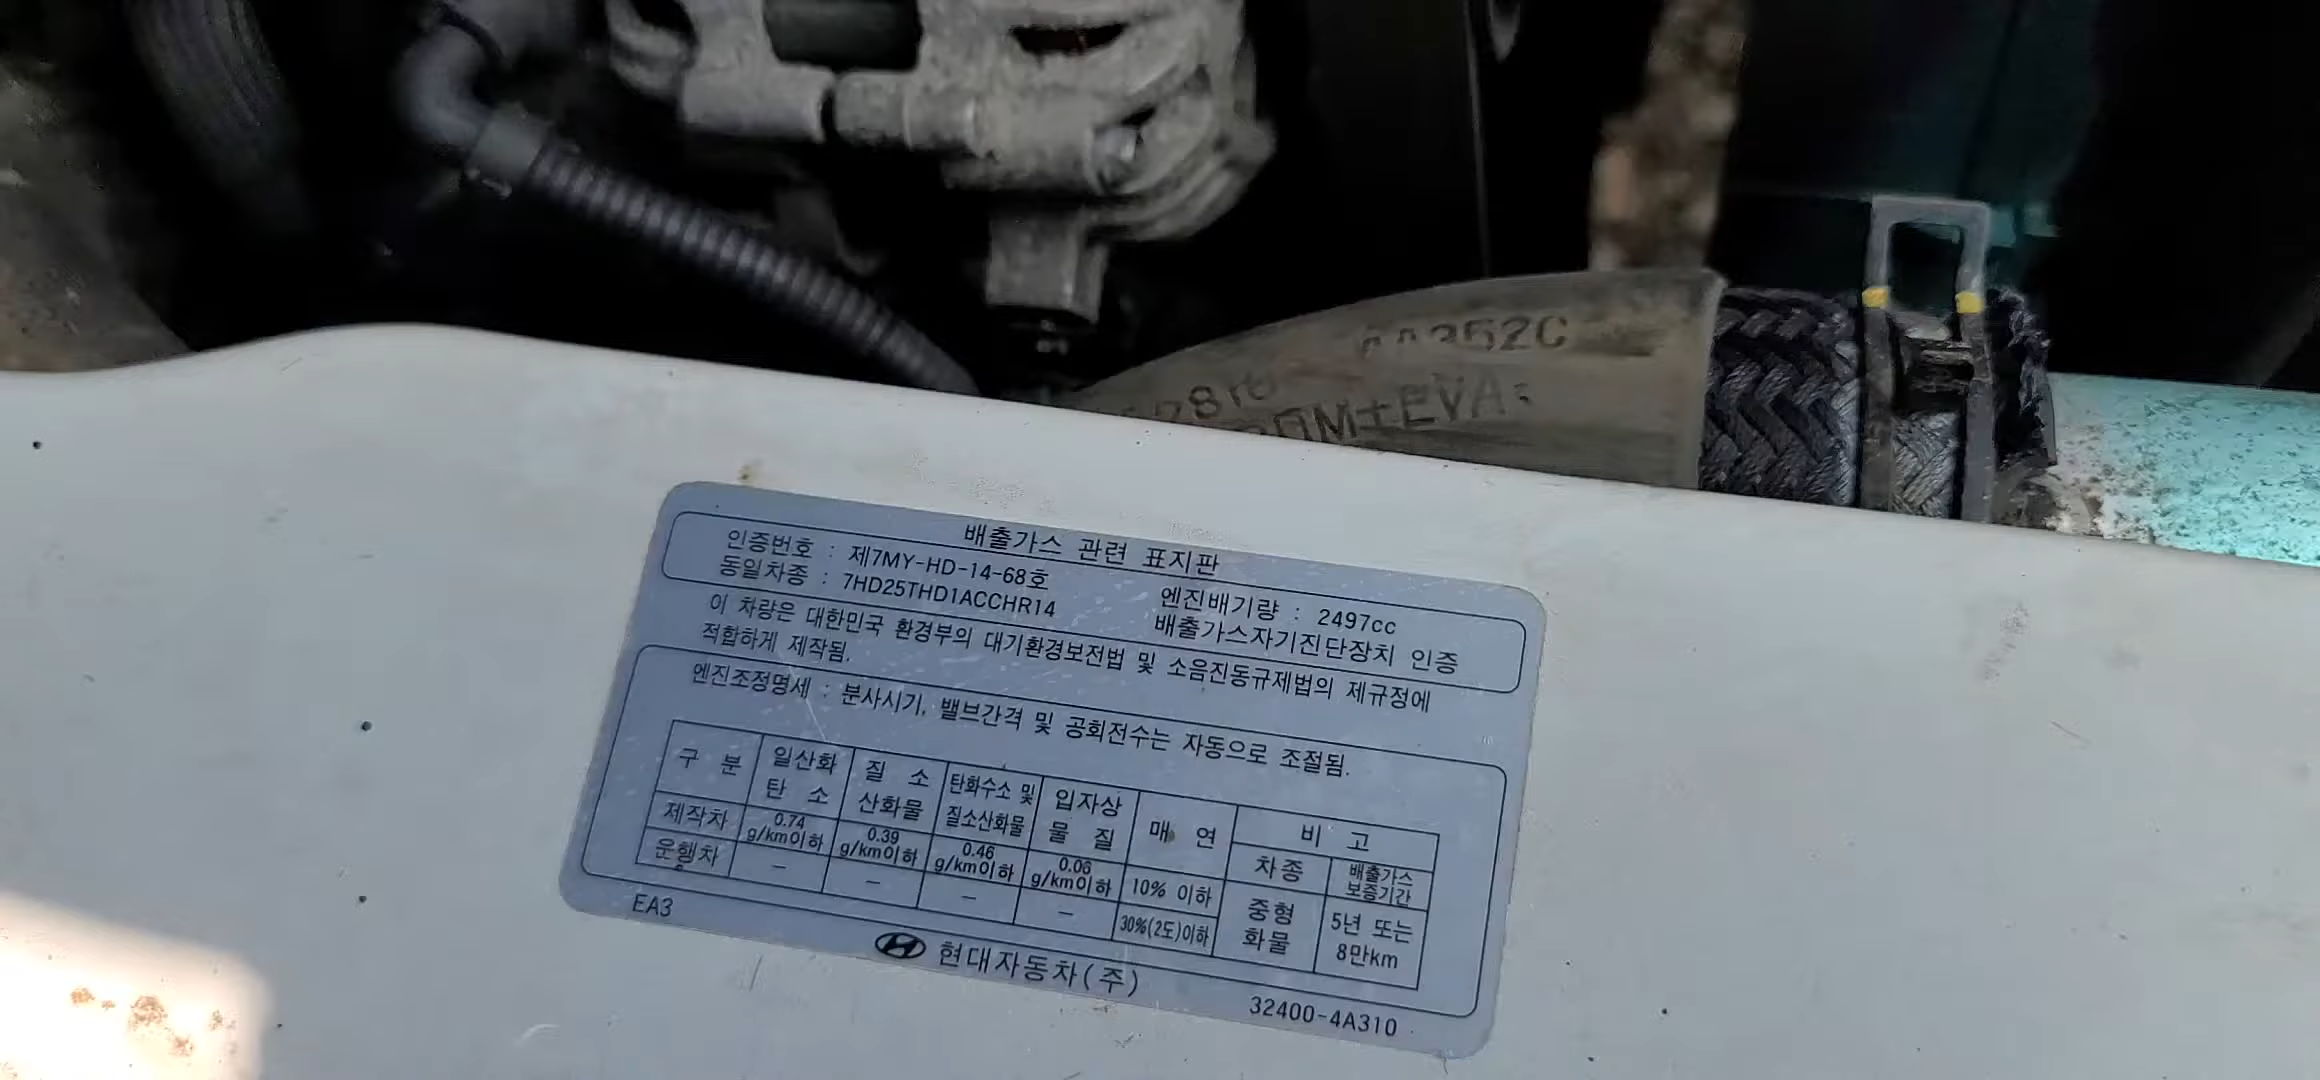 352C
EVA:
배출가스 관련 표지판
인증번호 : 제7MY-HD-14-68호
엔진배기량 : 2497cc
동일차종 : 7HD25THD1ACCHR14
배출가스자기진단장치 인증
이 차량은 대한민국 환경부의 대기환경보전법 및 소음진동규제법의 제규정에
적합하게 제작됨.
엔진조정명세 : 분사시기, 밸브간격 및 공회전수는 자동으로 조절됨.
구 분 일산화 탄 소 질 소 산화물 탄화수소 및 질소산화물 입자상 물 질 매 연 비 고
차종 배출가스 보증기간
제작차 0.74 g/km이하 0.39 g/km이하 0.46 g/km이하 0.06 g/km이하 10% 이하 중형 화물 5년 또는 8만km
운행차 – – – – 30%(2도)이하
EA3
현대자동차(주)
32400-4A310